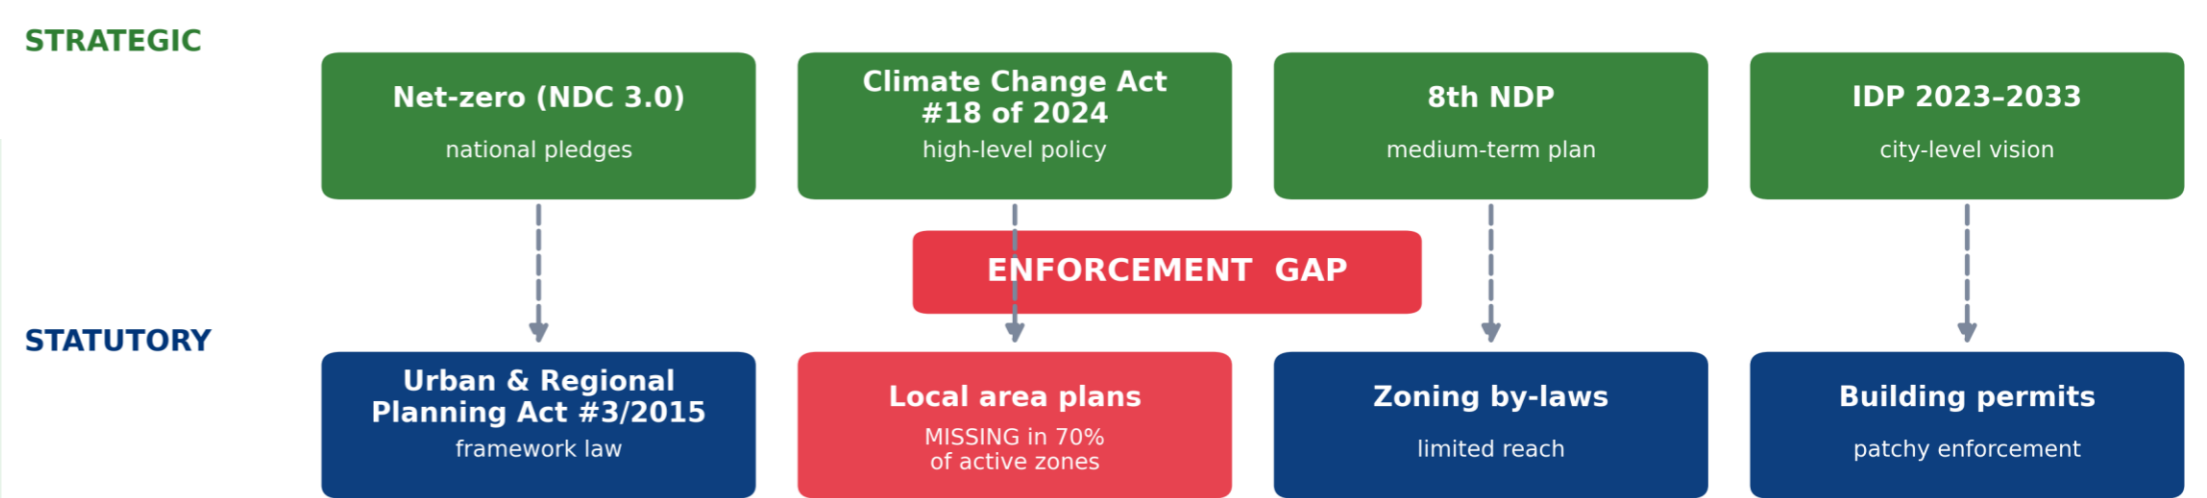 STRATEGIC
Net-zero (NDC 3.0)
national pledges
Climate Change Act
#18 of 2024
high-level policy
8th NDP
medium-term plan
IDP 2023–2033
city-level vision
ENFORCEMENT GAP
STATUTORY
Urban & Regional
Planning Act #3/2015
framework law
Local area plans
MISSING in 70%
of active zones
Zoning by-laws
limited reach
Building permits
patchy enforcement